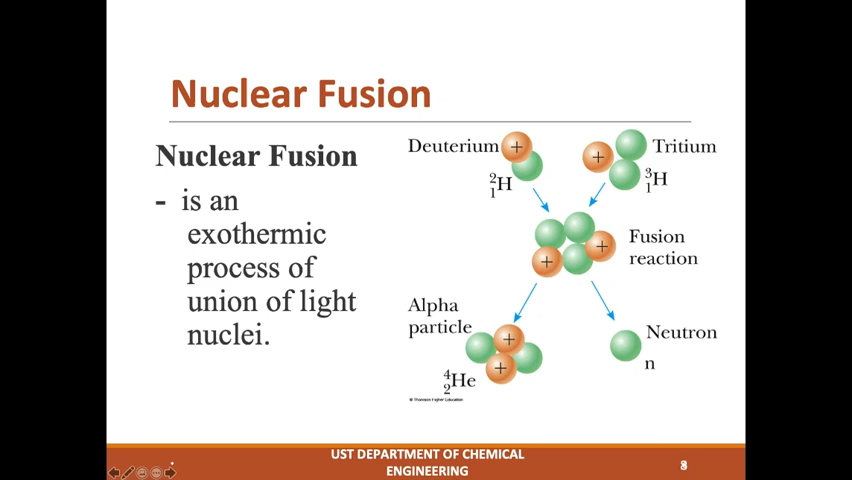 Nuclear Fusion
Nuclear Fusion
- is an
exothermic
process of
union of light
nuclei.
Deuterium
+
+
Tritium
²₁H
³₁H
+
+
Fusion
reaction
Alpha
particle
+
+
⁴₂He
Neutron
n
© Thomson Higher Education
UST DEPARTMENT OF CHEMICAL
ENGINEERING